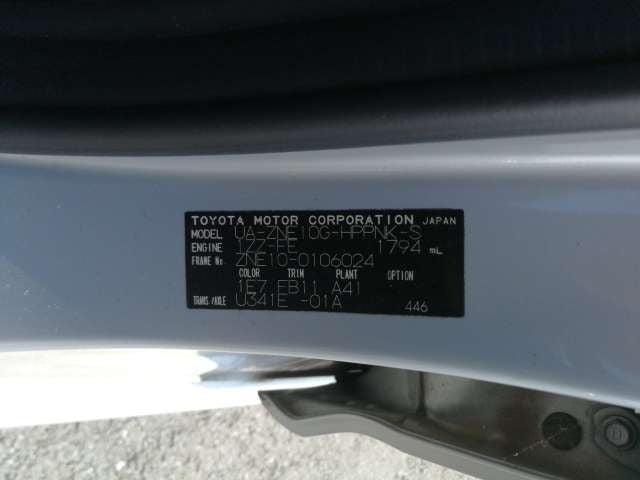 TOYOTA MOTOR CORPORATION JAPAN
MODEL UA-ZNE10G-HPPNK-S
ENGINE 1ZZ-FE 1794 mL
FRAME No. ZNE10-0106024
COLOR TRIM PLANT OPTION
1E7 FB11 A41
TRANS/AXLE U341E -01A
446